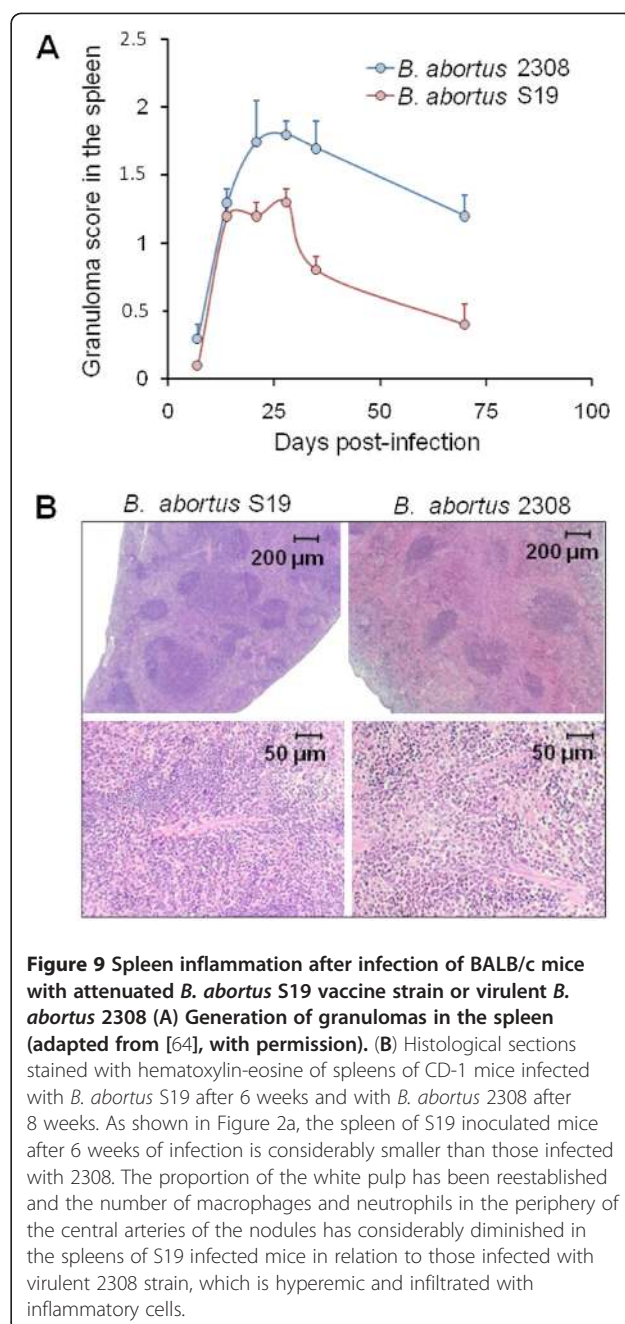 A
2.5
2
1.5
1
0.5
0
Granuloma score in the spleen
B. abortus 2308
B. abortus S19
0
25
50
75
100
Days post-infection
B
B. abortus S19
B. abortus 2308
200 µm
200 µm
50 µm
50 µm
Figure 9 Spleen inflammation after infection of BALB/c mice
with attenuated B. abortus S19 vaccine strain or virulent B.
abortus 2308 (A) Generation of granulomas in the spleen
(adapted from [64], with permission). (B) Histological sections
stained with hematoxylin-eosine of spleens of CD-1 mice infected
with B. abortus S19 after 6 weeks and with B. abortus 2308 after
8 weeks. As shown in Figure 2a, the spleen of S19 inoculated mice
after 6 weeks of infection is considerably smaller than those infected
with 2308. The proportion of the white pulp has been reestablished
and the number of macrophages and neutrophils in the periphery of
the central arteries of the nodules has considerably diminished in
the spleens of S19 infected mice in relation to those infected with
virulent 2308 strain, which is hyperemic and infiltrated with
inflammatory cells.